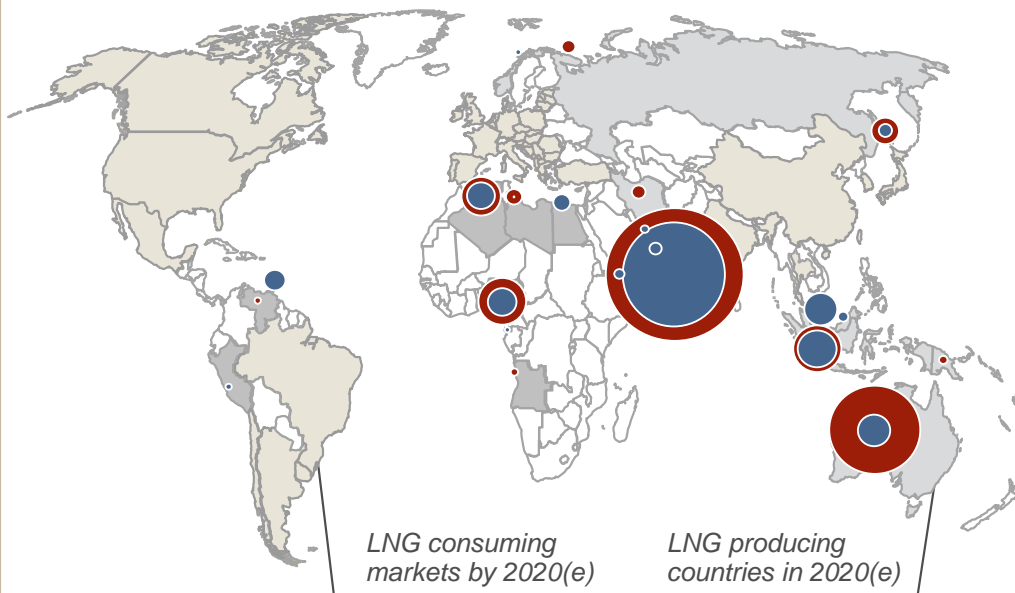 LNG consuming
markets by 2020(e)
LNG producing
countries in 2020(e)